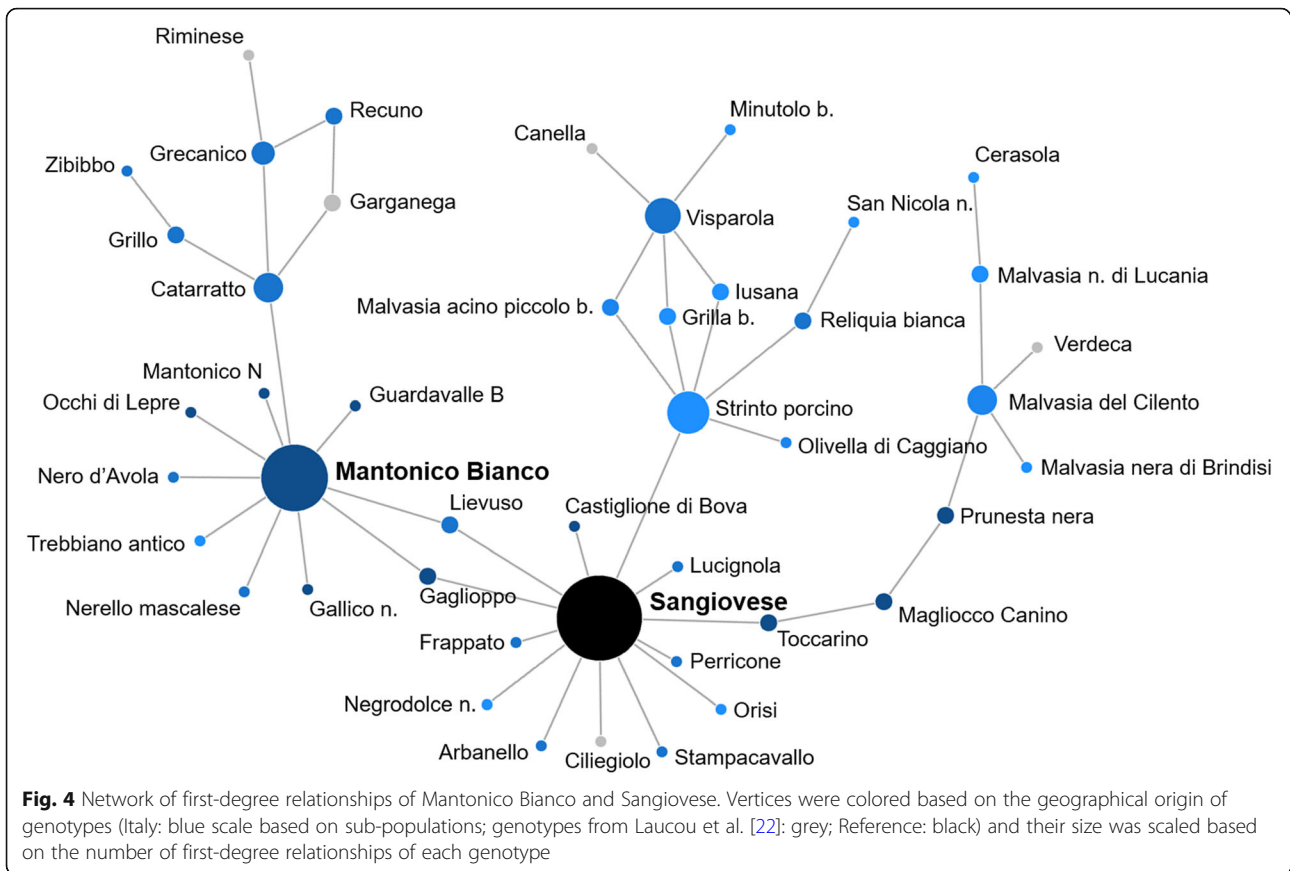 Riminese
Recuno
Minutolo b.
Canella
Grecanico
Cerasola
Zibibbo
Garganega
San Nicola n.
Visparola
Grillo
Malvasia n. di Lucania
Catarratto
Iusana
Malvasia acino piccolo b.
Grilla b.
Reliquia bianca
Verdeca
Mantonico N
Guardavalle B
Occhi di Lepre
Strinto porcino
Malvasia del Cilento
Olivella di Caggiano
Mantonico Bianco
Malvasia nera di Brindisi
Nero d'Avola
Lievuso
Castiglione di Bova
Prunesta nera
Trebbiano antico
Lucignola
Nerello mascalese
Gallico n.
Gaglioppo
Sangiovese
Magliocco Canino
Toccarino
Frappato
Perricone
Negrodolce n.
Orisi
Arbanello
Ciliegiolo
Stampacavallo
Fig. 4 Network of first-degree relationships of Mantonico Bianco and Sangiovese. Vertices were colored based on the geographical origin of
genotypes (Italy: blue scale based on sub-populations; genotypes from Laucou et al. [22]: grey; Reference: black) and their size was scaled based
on the number of first-degree relationships of each genotype